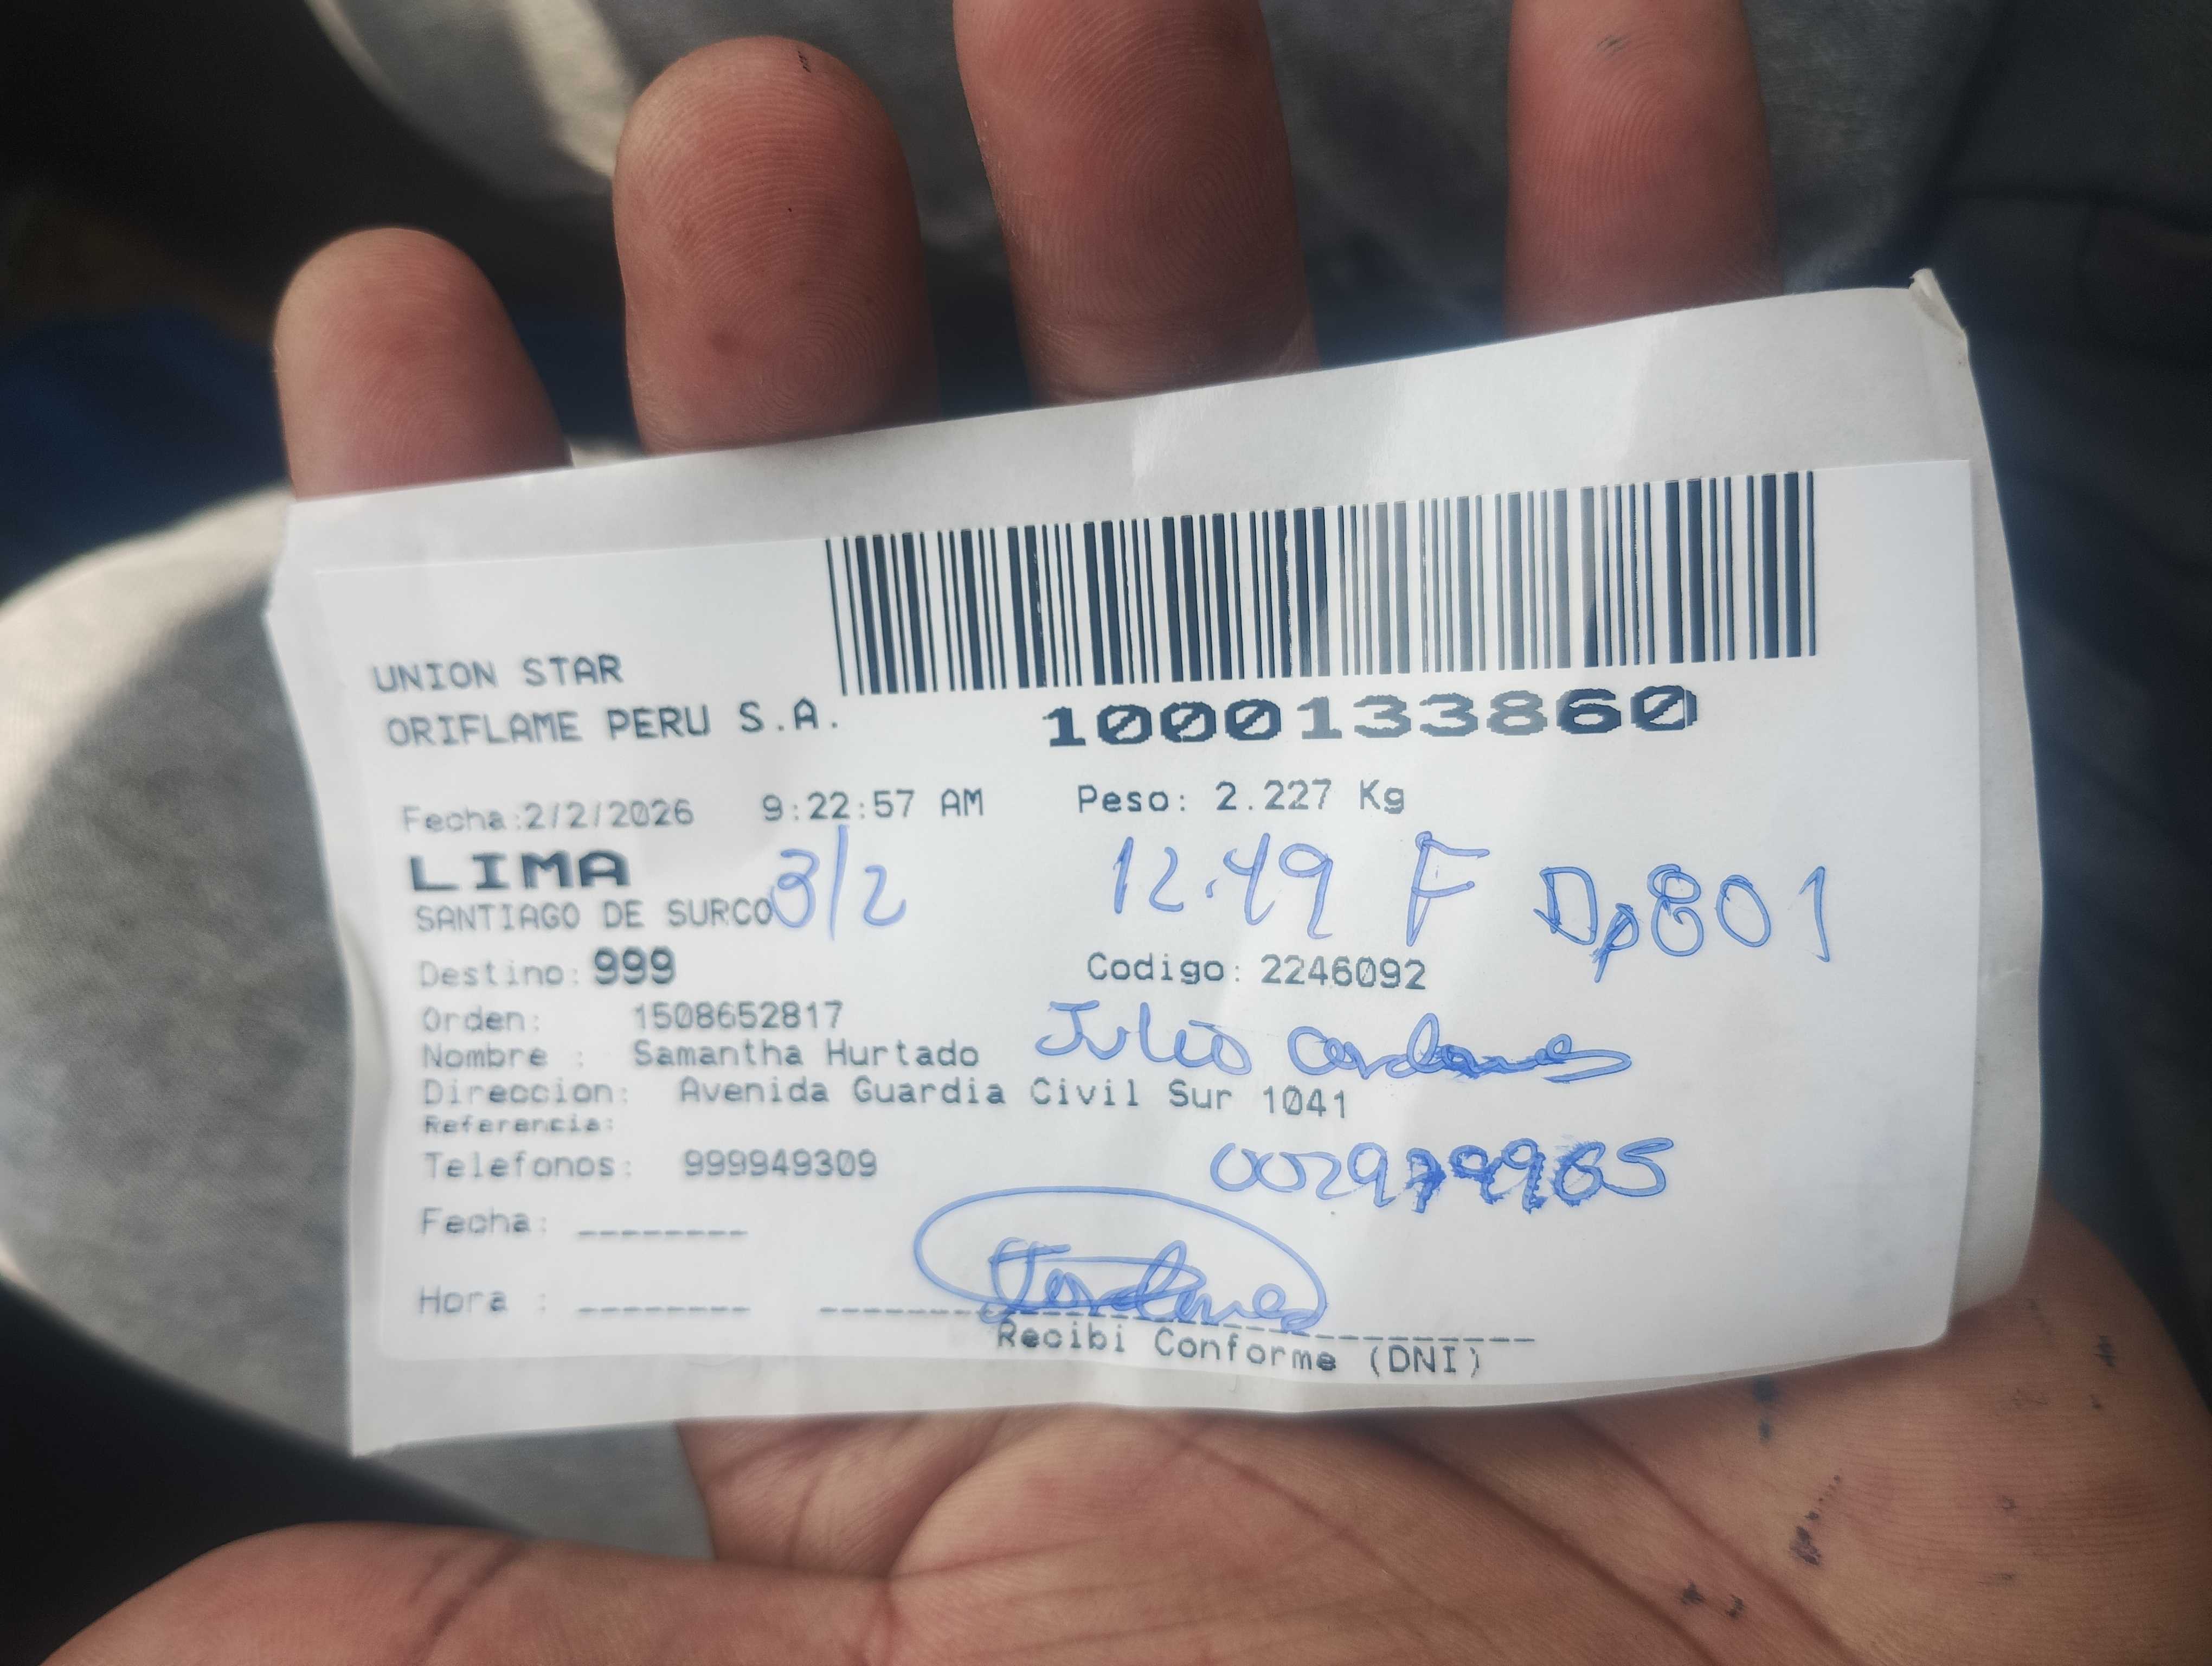 UNION STAR
ORIFLAME PERU S.A.
1000133860
Fecha:2/2/2026 9:22:57 AM Peso: 2.227 Kg
LIMA
3/2 12.49 F Dp801
SANTIAGO DE SURCO
Destino: 999 Codigo: 2246092
Orden: 1508652817
Julio
Nombre : Samantha Hurtado
Direccion: Avenida Guardia Civil Sur 1041
Referencia:
Telefonos: 999949309
Fecha: --------
Hora : --------
Recibi Conforme (DNI)